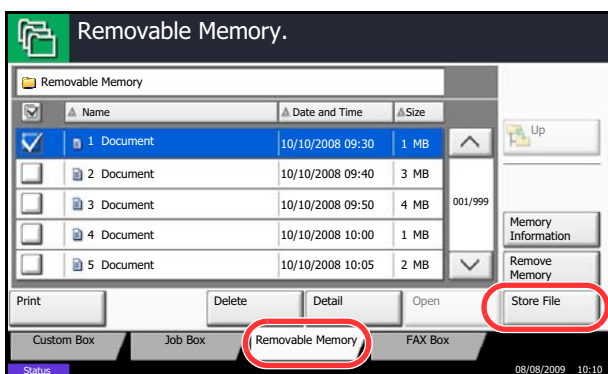 Removable Memory.
Removable Memory
Name Date and Time Size
1 Document 10/10/2008 09:30 1 MB
Up
2 Document 10/10/2008 09:40 3 MB
3 Document 10/10/2008 09:50 4 MB
001/999
4 Document 10/10/2008 10:00 1 MB
Memory
Information
5 Document 10/10/2008 10:05 2 MB
Remove
Memory
Print Delete Detail Open Store File
Custom Box Job Box Removable Memory FAX Box
Status 08/08/2009 10:10